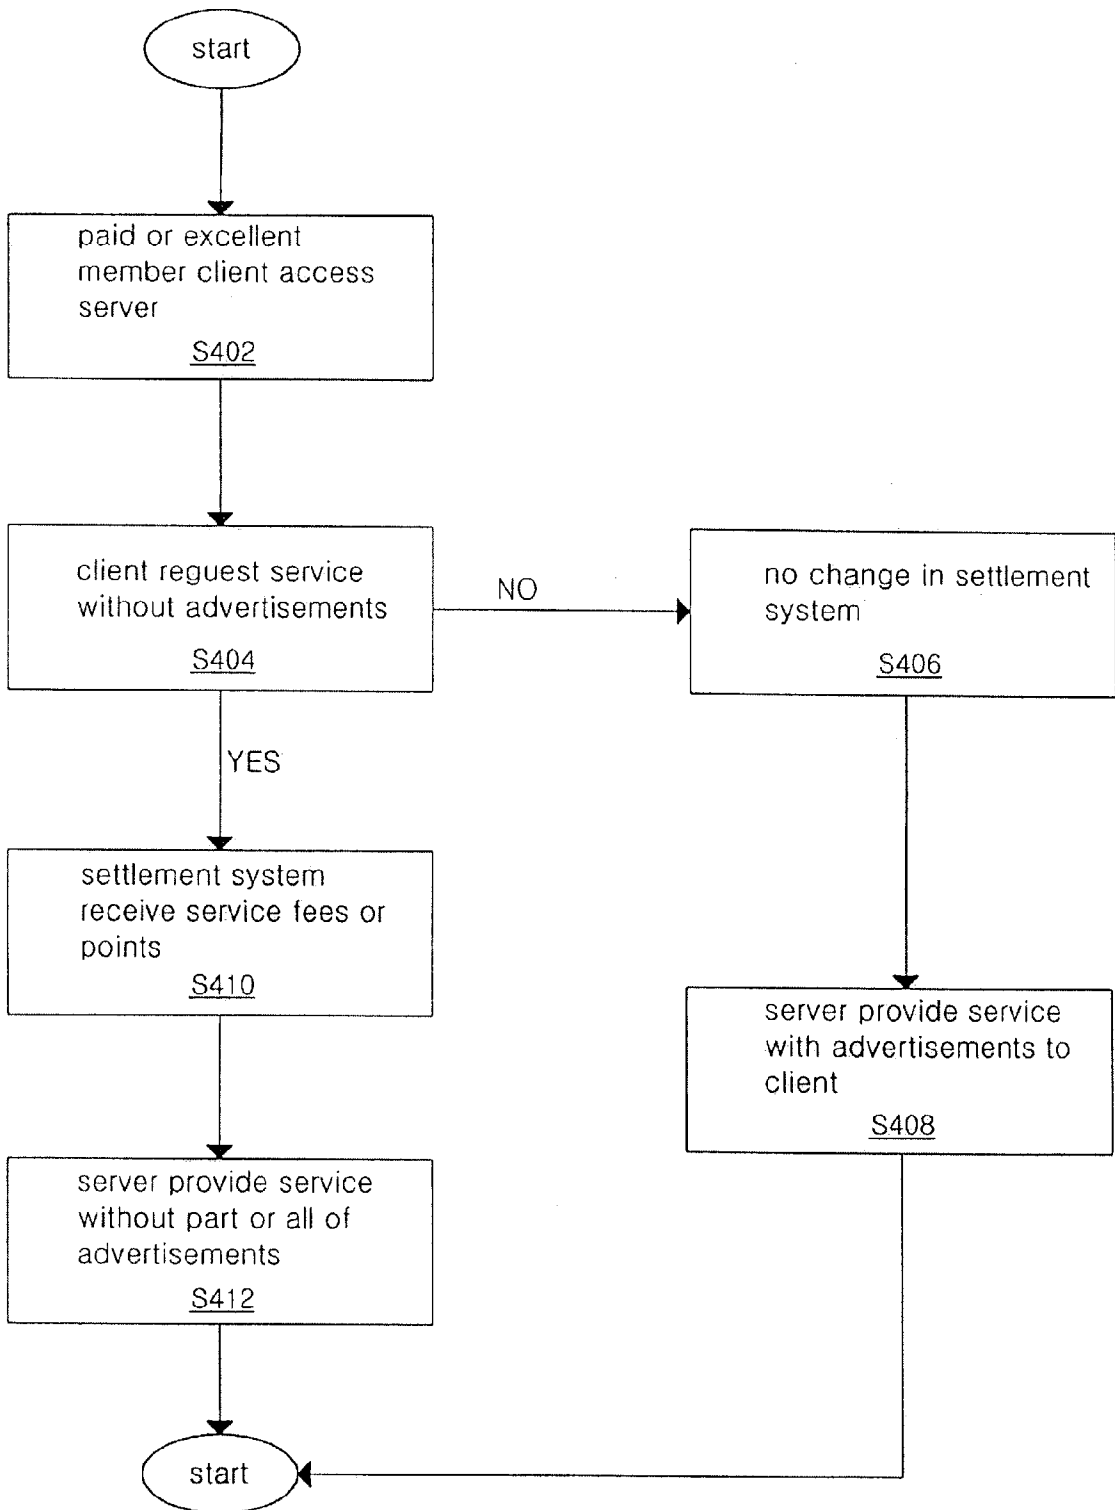 start
paid or excellent
member client access
server
S402
client reguest service
without advertisements
S404
NO
no change in settlement
system
S406
YES
settlement system
receive service fees or
points
S410
server provide service
with advertisements to
client
S408
server provide service
without part or all of
advertisements
S412
start